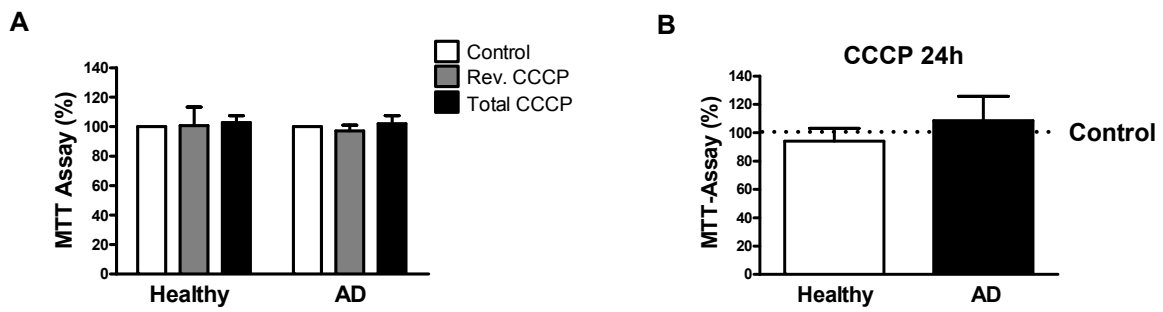 A
Control
Rev. CCCP
Total CCCP
MTT Assay (%)
140
120
100
80
60
40
20
0
Healthy AD
B
CCCP 24h
MTT-Assay (%)
140
120
100
80
60
40
20
0
Control
Healthy AD